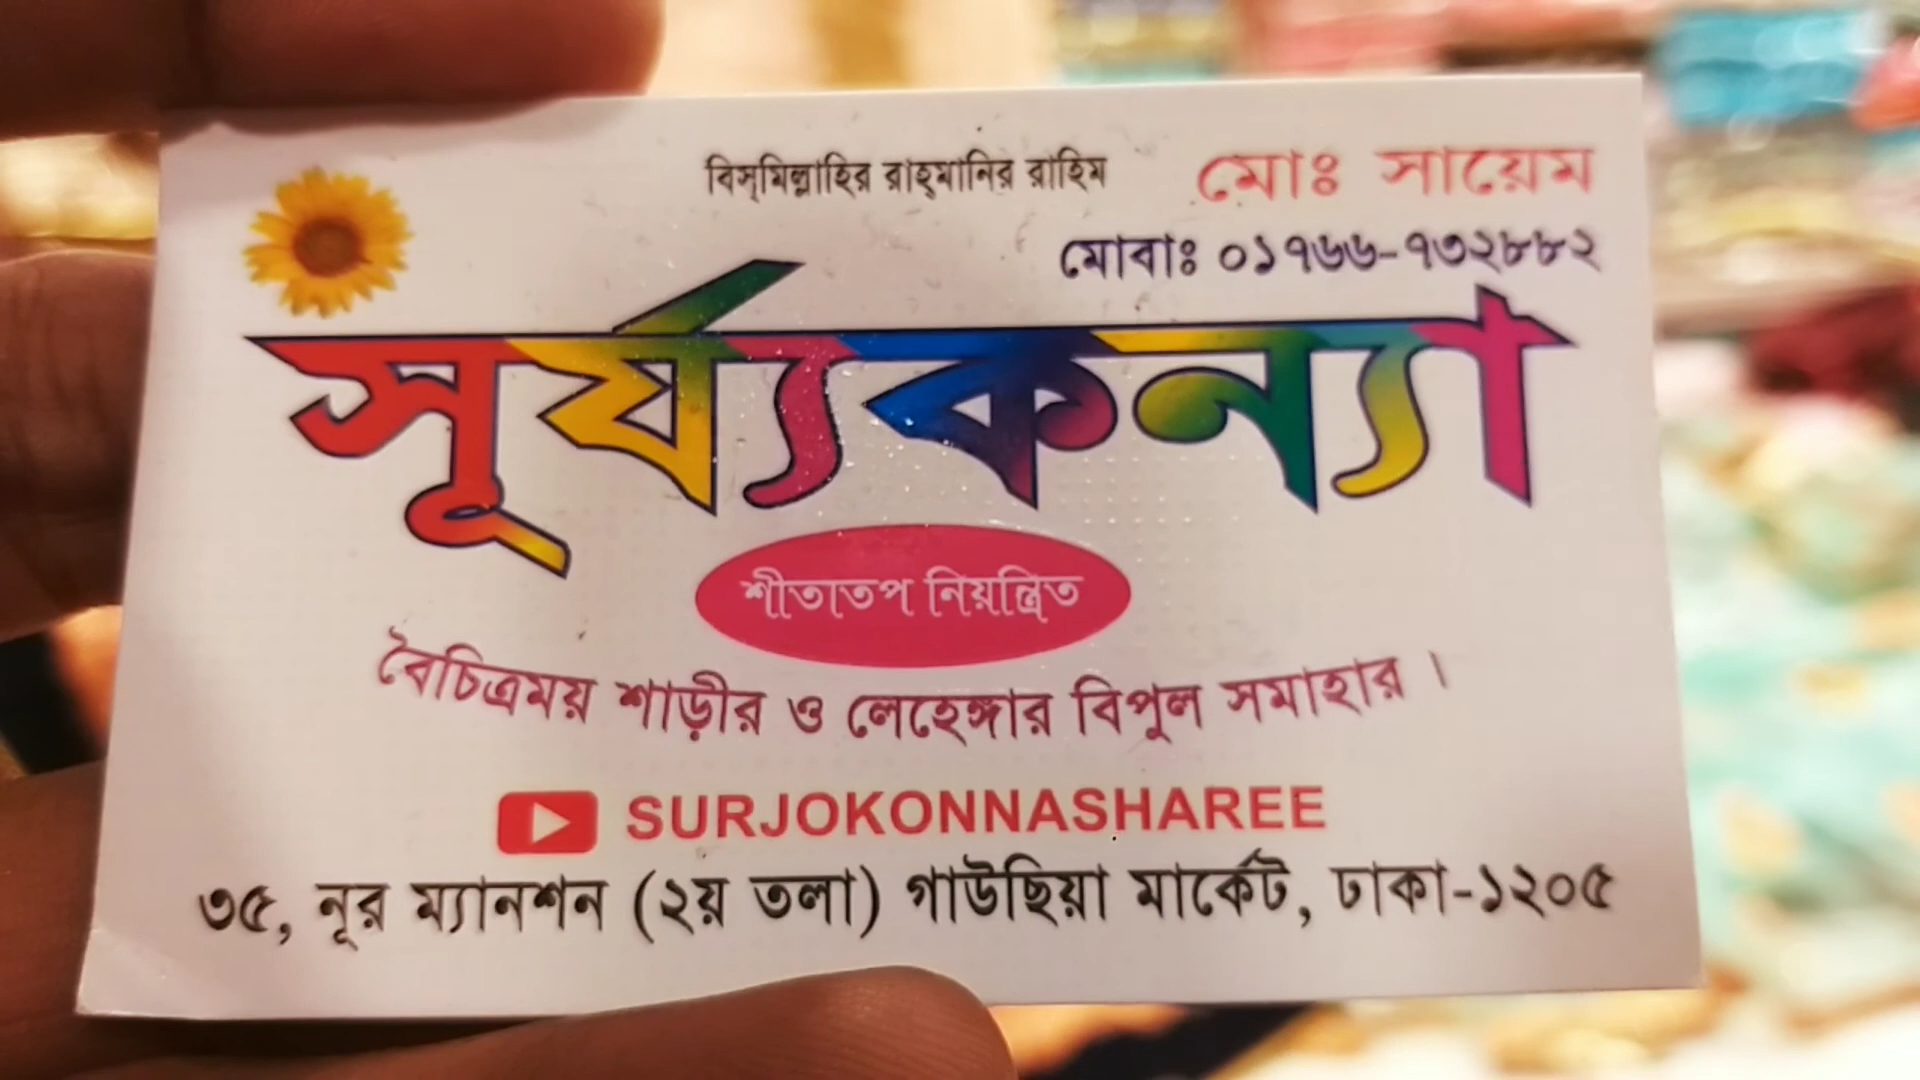 বিস্‌মিল্লাহির রাহ্‌মানির রাহিম
মোঃ সায়েম
মোবাঃ ০১৭৬৬-৭৩২৮৮২
সূর্য্যকন্যা
শীতাতপ নিয়ন্ত্রিত
বৈচিত্রময় শাড়ীর ও লেহেঙ্গার বিপুল সমাহার।
SURJOKONNASHAREE
৩৫, নূর ম্যানশন (২য় তলা) গাউছিয়া মার্কেট, ঢাকা-১২০৫